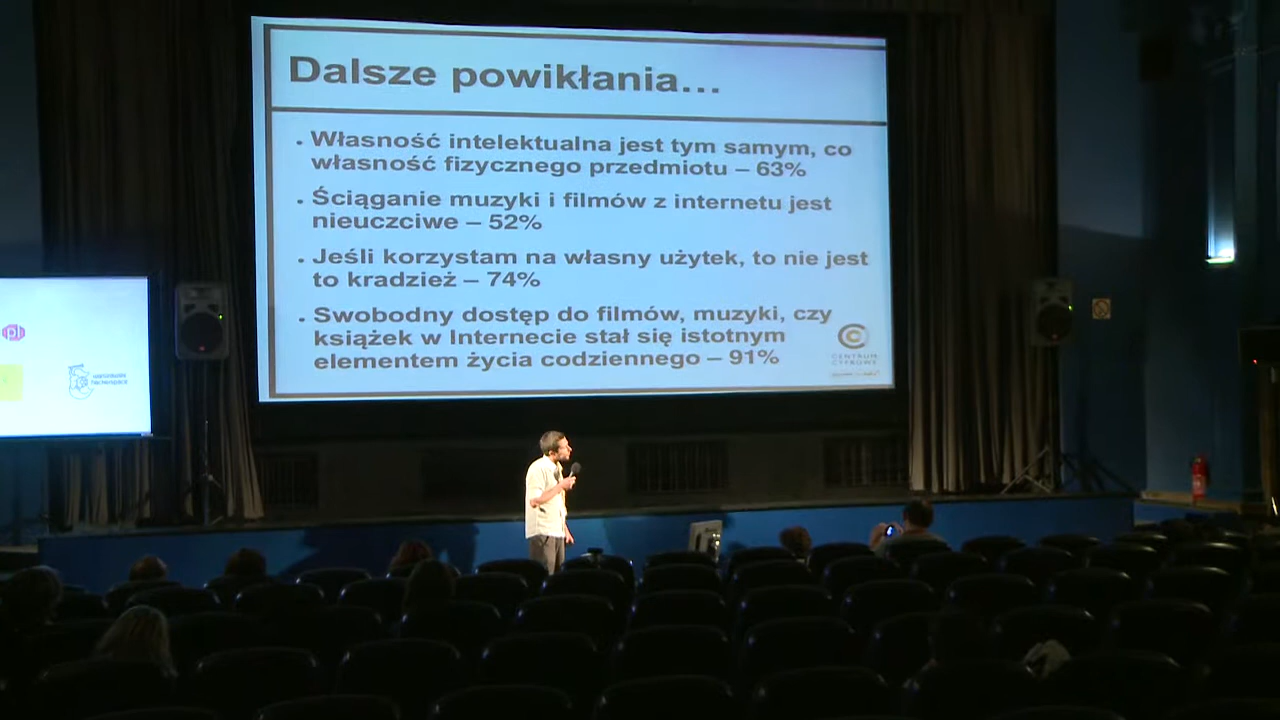 Dalsze powikłania...
. Własność intelektualna jest tym samym, co
własność fizycznego przedmiotu – 63%
. Ściąganie muzyki i filmów z internetu jest
nieuczciwe – 52%
. Jeśli korzystam na własny użytek, to nie jest
to kradzież – 74%
. Swobodny dostęp do filmów, muzyki, czy
książek w Internecie stał się istotnym
elementem życia codziennego – 91%
CENTRUM
CYFROWE
pl
hackerspace